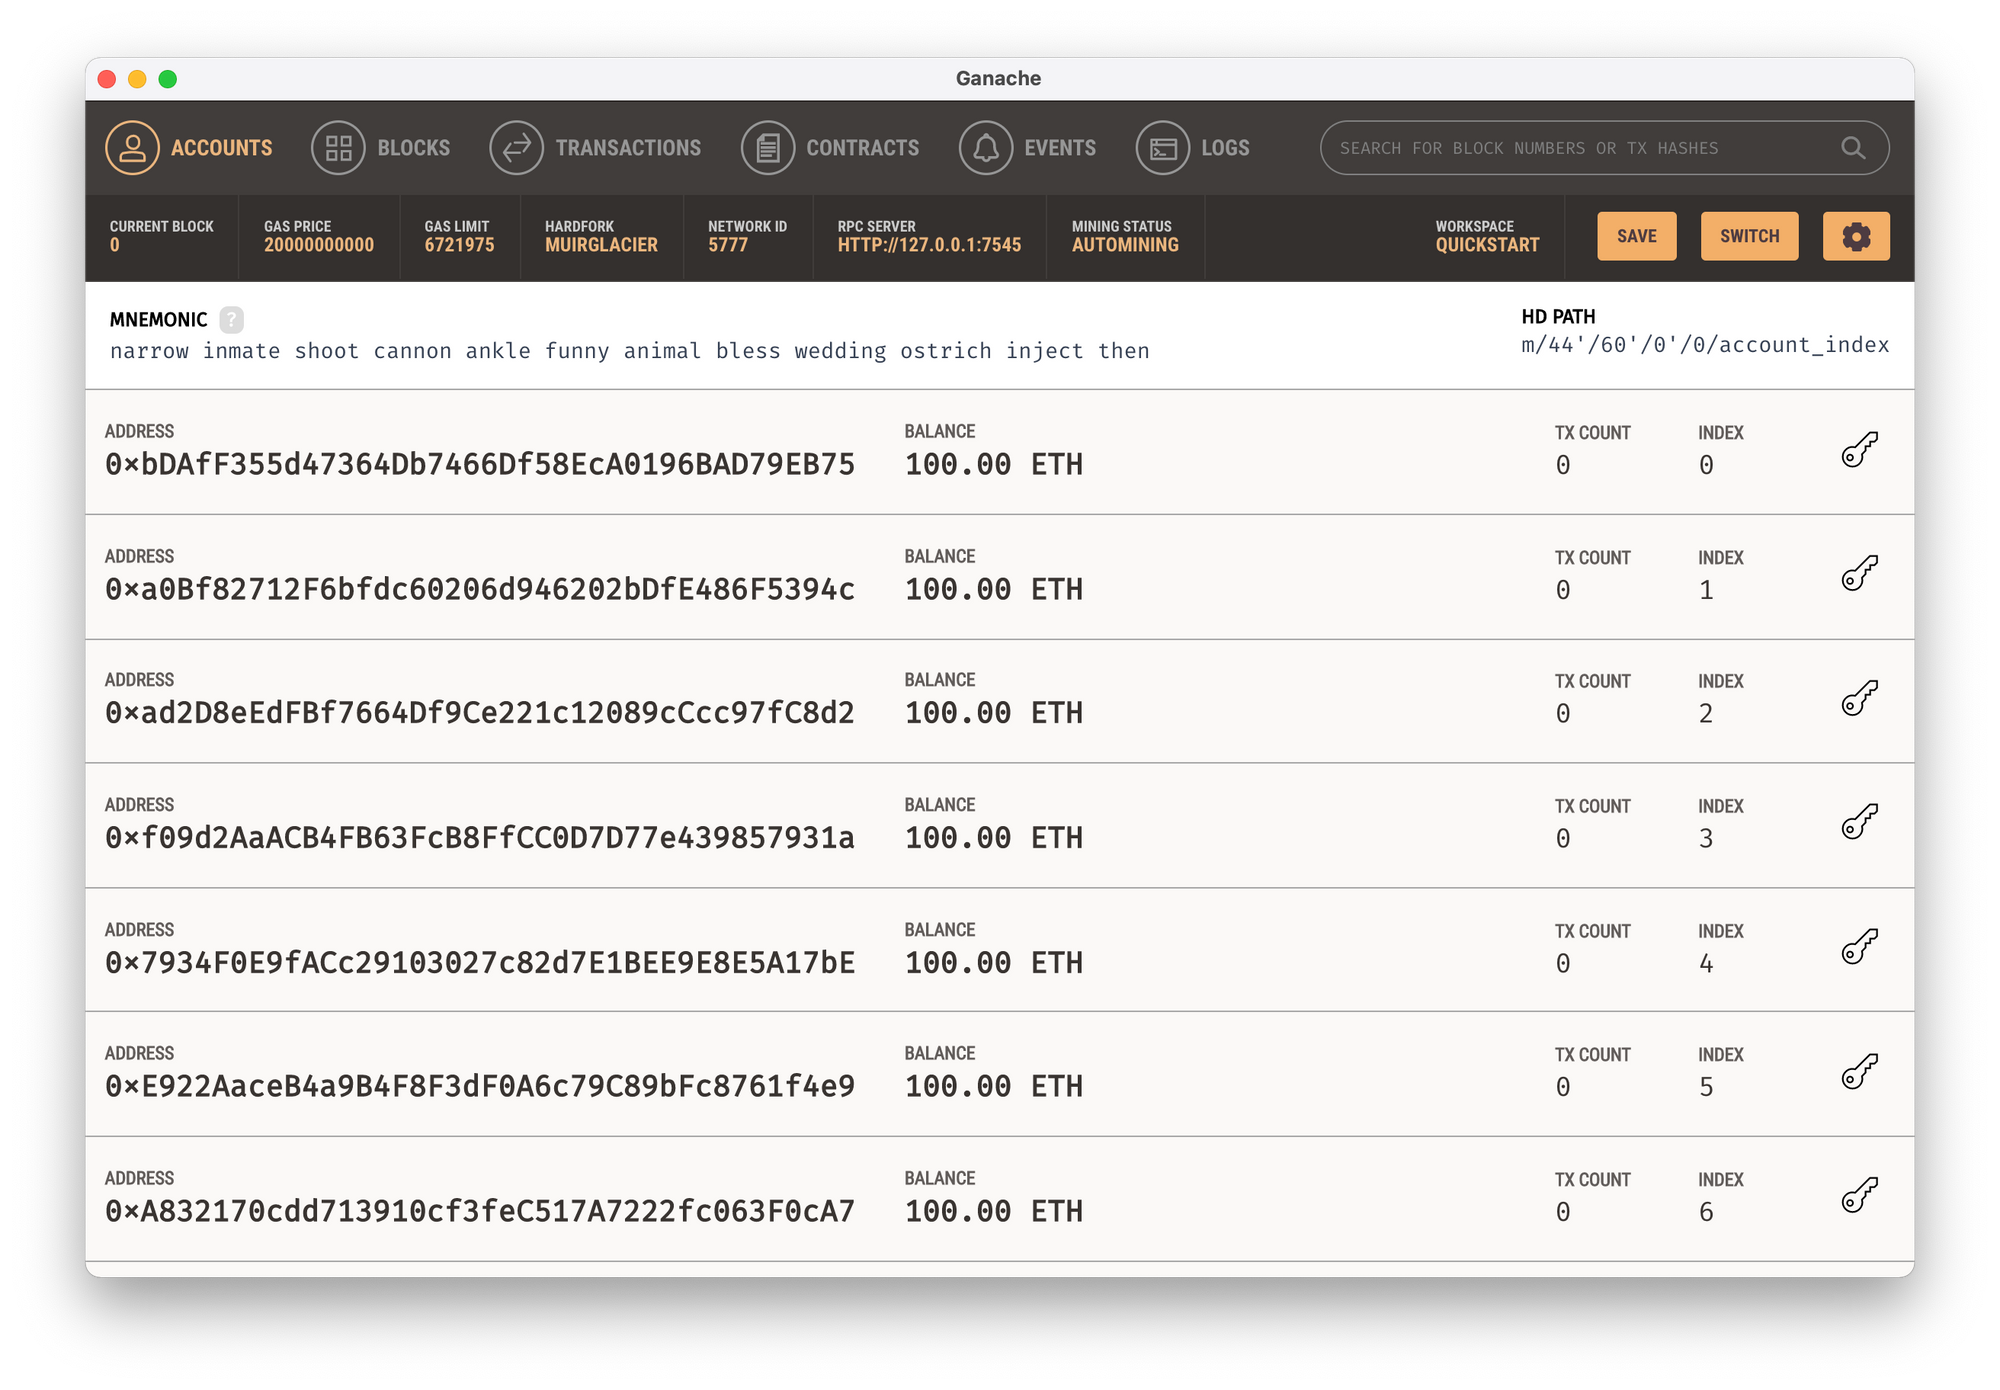 Ganache
ACCOUNTS BLOCKS TRANSACTIONS CONTRACTS EVENTS LOGS SEARCH FOR BLOCK NUMBERS OR TX HASHES
CURRENT BLOCK GAS PRICE GAS LIMIT HARDFORK NETWORK ID RPC SERVER MINING STATUS WORKSPACE
0 20000000000 6721975 MUIRGLACIER 5777 HTTP://127.0.0.1:7545 AUTOMINING QUICKSTART SAVE SWITCH
MNEMONIC ? HD PATH
narrow inmate shoot cannon ankle funny animal bless wedding ostrich inject then m/44'/60'/0'/0/account_index
ADDRESS BALANCE TX COUNT INDEX
0×bDAfF355d47364Db7466Df58EcA0196BAD79EB75 100.00 ETH 0 0
ADDRESS BALANCE TX COUNT INDEX
0×a0Bf82712F6bfdc60206d946202bDfE486F5394c 100.00 ETH 0 1
ADDRESS BALANCE TX COUNT INDEX
0×ad2D8eEdFBf7664Df9Ce221c12089cCcc97fC8d2 100.00 ETH 0 2
ADDRESS BALANCE TX COUNT INDEX
0×f09d2AaACB4FB63FcB8FfCC0D7D77e439857931a 100.00 ETH 0 3
ADDRESS BALANCE TX COUNT INDEX
0×7934F0E9fACc29103027c82d7E1BEE9E8E5A17bE 100.00 ETH 0 4
ADDRESS BALANCE TX COUNT INDEX
0×E922AaceB4a9B4F8F3dF0A6c79C89bFc8761f4e9 100.00 ETH 0 5
ADDRESS BALANCE TX COUNT INDEX
0×A832170cdd713910cf3feC517A7222fc063F0cA7 100.00 ETH 0 6